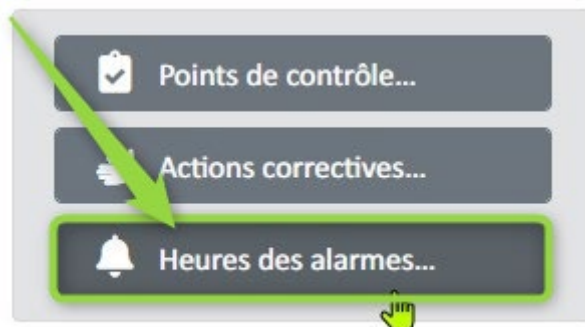 Points de contrôle...
Actions correctives...
Heures des alarmes...